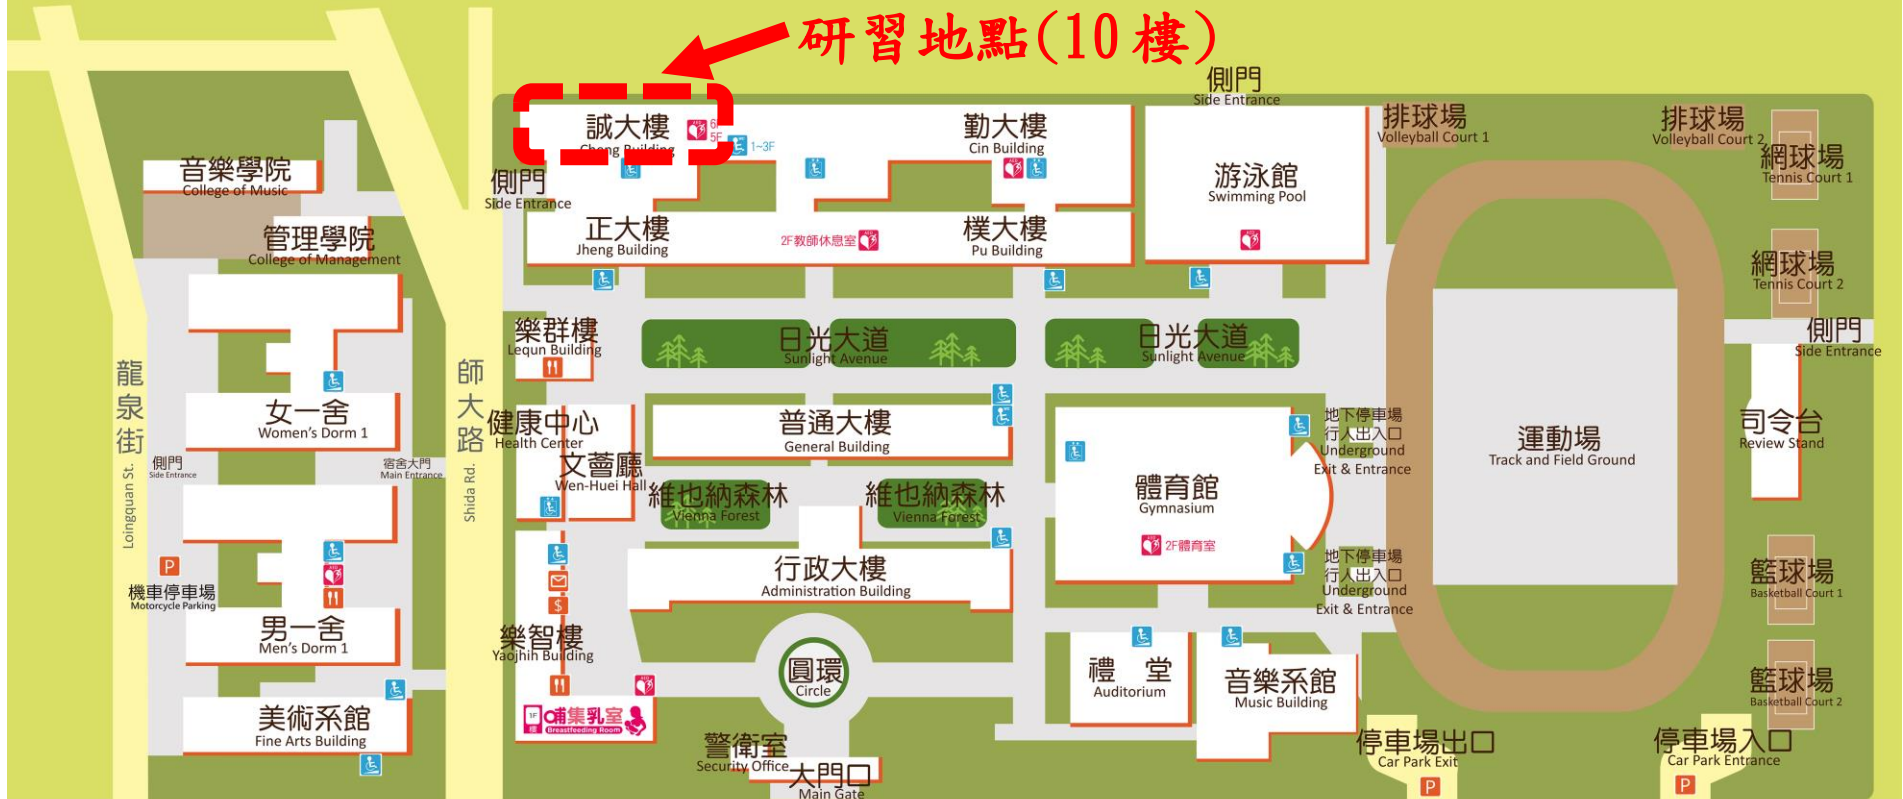 研習地點(10樓)
側門
Side Entrance
誠大樓
Cheng Building
6F
5F
1~3F
勤大樓
Cin Building
排球場
Volleyball Court 1
排球場
Volleyball Court 2
網球場
Tennis Court 1
音樂學院
College of Music
側門
Side Entrance
游泳館
Swimming Pool
管理學院
College of Management
正大樓
Jheng Building
2F教師休息室
樸大樓
Pu Building
網球場
Tennis Court 2
樂群樓
Lequn Building
日光大道
Sunlight Avenue
日光大道
Sunlight Avenue
側門
Side Entrance
龍泉街
Loingquan St.
師大路
Shida Rd.
女一舍
Women's Dorm 1
健康中心
Health Center
普通大樓
General Building
地下停車場
行人出入口
Underground
Exit & Entrance
運動場
Track and Field Ground
司令台
Review Stand
側門
Side Entrance
宿舍大門
Main Entrance
文薈廳
Wen-Huei Hall
維也納森林
Vienna Forest
維也納森林
Vienna Forest
體育館
Gymnasium
2F體育室
P
機車停車場
Motorcycle Parking
$
行政大樓
Administration Building
地下停車場
行人出入口
Underground
Exit & Entrance
籃球場
Basketball Court 1
男一舍
Men's Dorm 1
樂智樓
Yaojhih Building
圓環
Circle
禮 堂
Auditorium
音樂系館
Music Building
籃球場
Basketball Court 2
美術系館
Fine Arts Building
1F
哺集乳室
Breastfeeding Room
警衛室
Security Office
大門口
Main Gate
停車場出口
Car Park Exit
P
停車場入口
Car Park Entrance
P